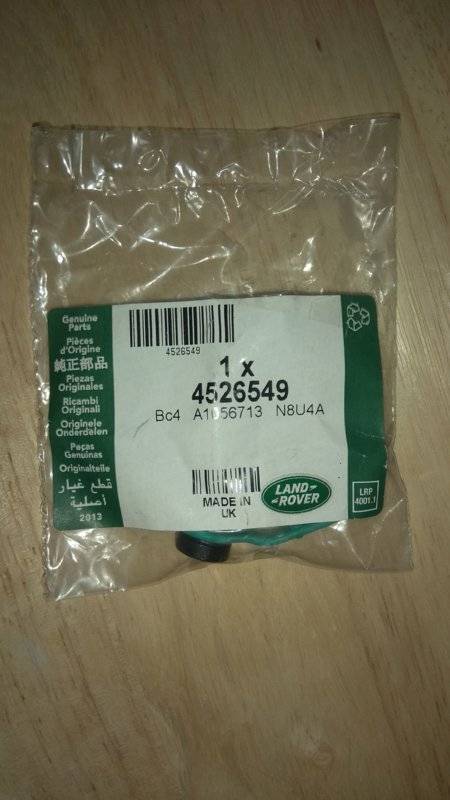 Genuine
Parts
Pièces
d'Origine
純正部品
Piezas
Originales
Ricambi
Originali
Originele
Onderdelen
Peças
Genuinas
Originalteile
قطع غيار
أصلية
2013
4526549
1 x
4526549
Bc4 N8U4A
MADE IN
UK
LAND
ROVER
LRP
4001.1